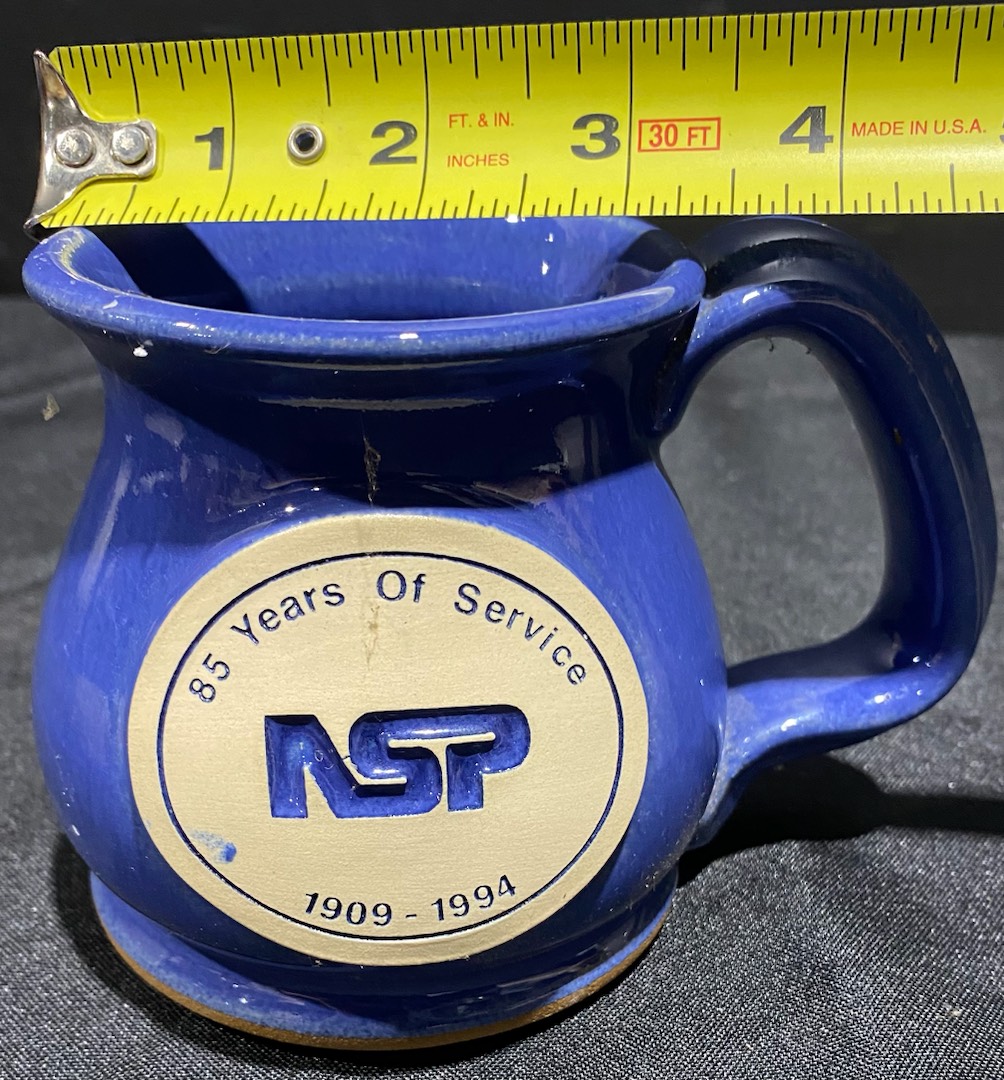 1 2 FT. & IN. INCHES 3 30 FT 4 MADE IN U.S.A.
85 Years Of Service
NSP
1909 - 1994